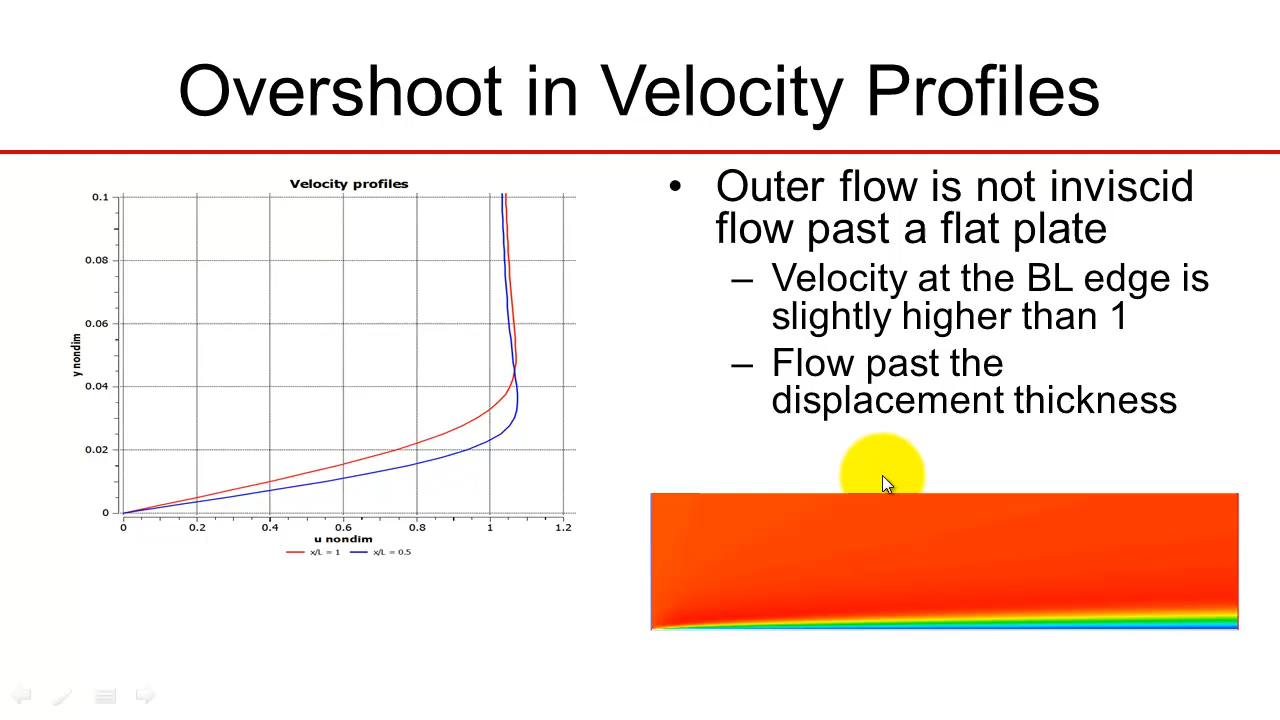 Overshoot in Velocity Profiles
Velocity profiles
0.1
0.08
0.06
0.04
0.02
0
y nondim
0 0.2 0.4 0.6 0.8 1 1.2
u nondim
x/L = 1 x/L = 0.5
• Outer flow is not inviscid
flow past a flat plate
– Velocity at the BL edge is
slightly higher than 1
– Flow past the
displacement thickness